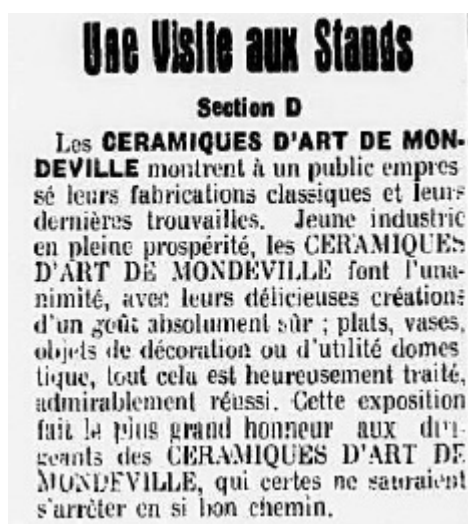 Une Visite aux Stands
Section D
Les CERAMIQUES D'ART DE MON-
DEVILLE montrent à un public empres-
sé leurs fabrications classiques et leurs
dernières trouvailles. Jeune industrie
en pleine prospérité, les CERAMIQUES
D'ART DE MONDEVILLE font l'una-
nimité, avec leurs délicieuses créations
d'un goût absolument sûr ; plats, vases,
objets de décoration ou d'utilité domes
tique, tout cela est heureusement traité,
admirablement réussi. Cette exposition
fait le plus grand honneur aux diri-
geants des CERAMIQUES D'ART DE
MONDEVILLE, qui certes ne sauraient
s'arrêter en si bon chemin.